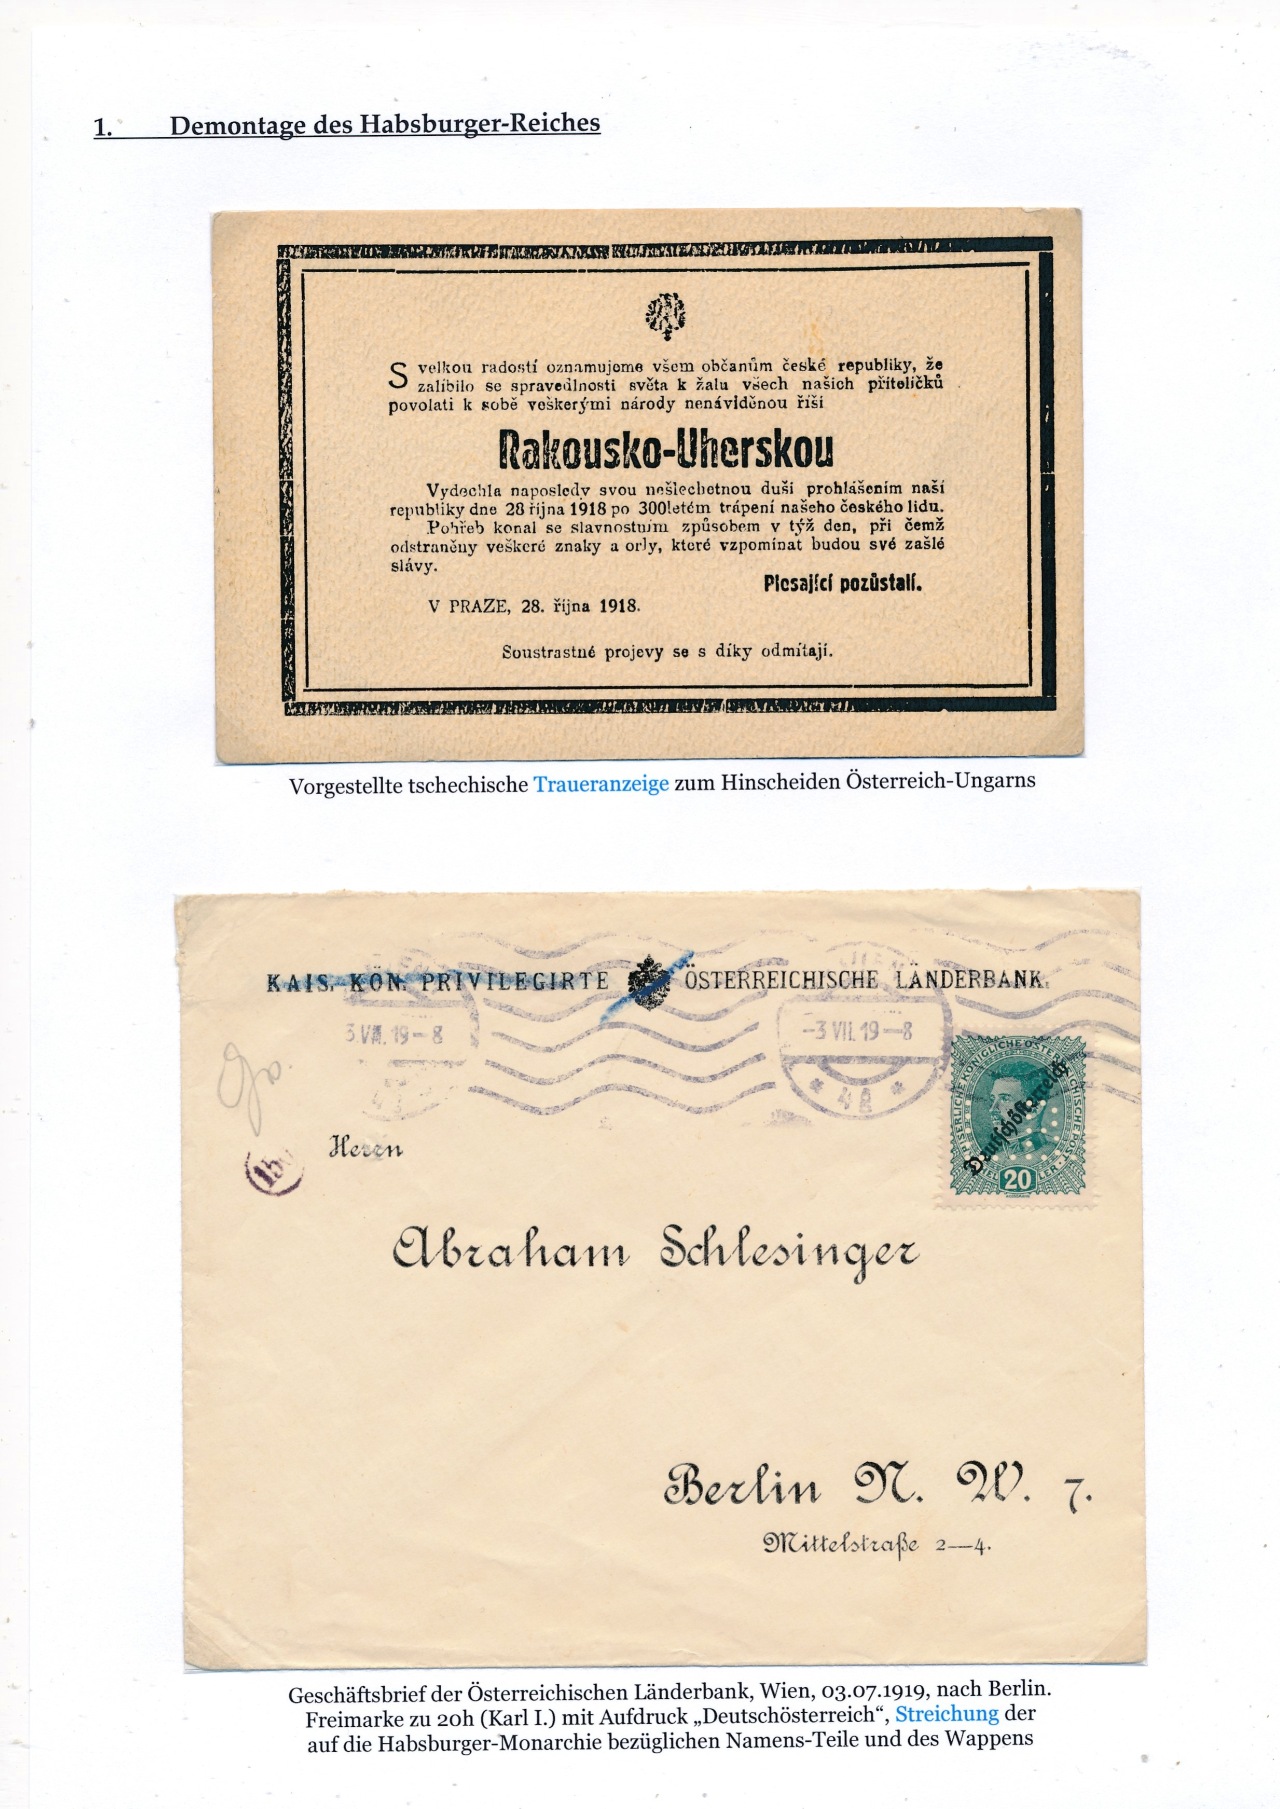 1. Demontage des Habsburger-Reiches
S velkou radostí oznamujeme všem občanům české republiky, že
zalíbilo se spravedlnosti světa k žalu všech našich přítelíčků
povolati k sobě veškerými národy nenáviděnou říši
Rakousko-Uherskou
Vydechla naposledy svou nešlechetnou duši prohlášením naší
republiky dne 28 října 1918 po 300letém trápení našeho českého lidu.
Pohřeb konal se slavnostním způsobem v týž den, při čemž
odstraněny veškeré znaky a orly, které vzpomínat budou své zašlé
slávy.
Plesající pozůstalí.
V PRAZE, 28. října 1918.
Soustrastné projevy se s díky odmítají.
Vorgestellte tschechische Traueranzeige zum Hinscheiden Österreich-Ungarns
KAIS. KÖN. PRIVILEGIRTE ÖSTERREICHISCHE LÄNDERBANK.
3 VII. 19-8
-3 VII. 19-8
* 4g *
KAISERLICHE KÖNIGLICHE ÖSTERREICHISCHE POST
Deutschösterreich
HELLER
20
Herrn
Abraham Schlesinger
Berlin N. W. 7.
Mittelstraße 2—4.
Geschäftsbrief der Österreichischen Länderbank, Wien, 03.07.1919, nach Berlin.
Freimarke zu 20h (Karl I.) mit Aufdruck „Deutschösterreich“, Streichung der
auf die Habsburger-Monarchie bezüglichen Namens-Teile und des Wappens